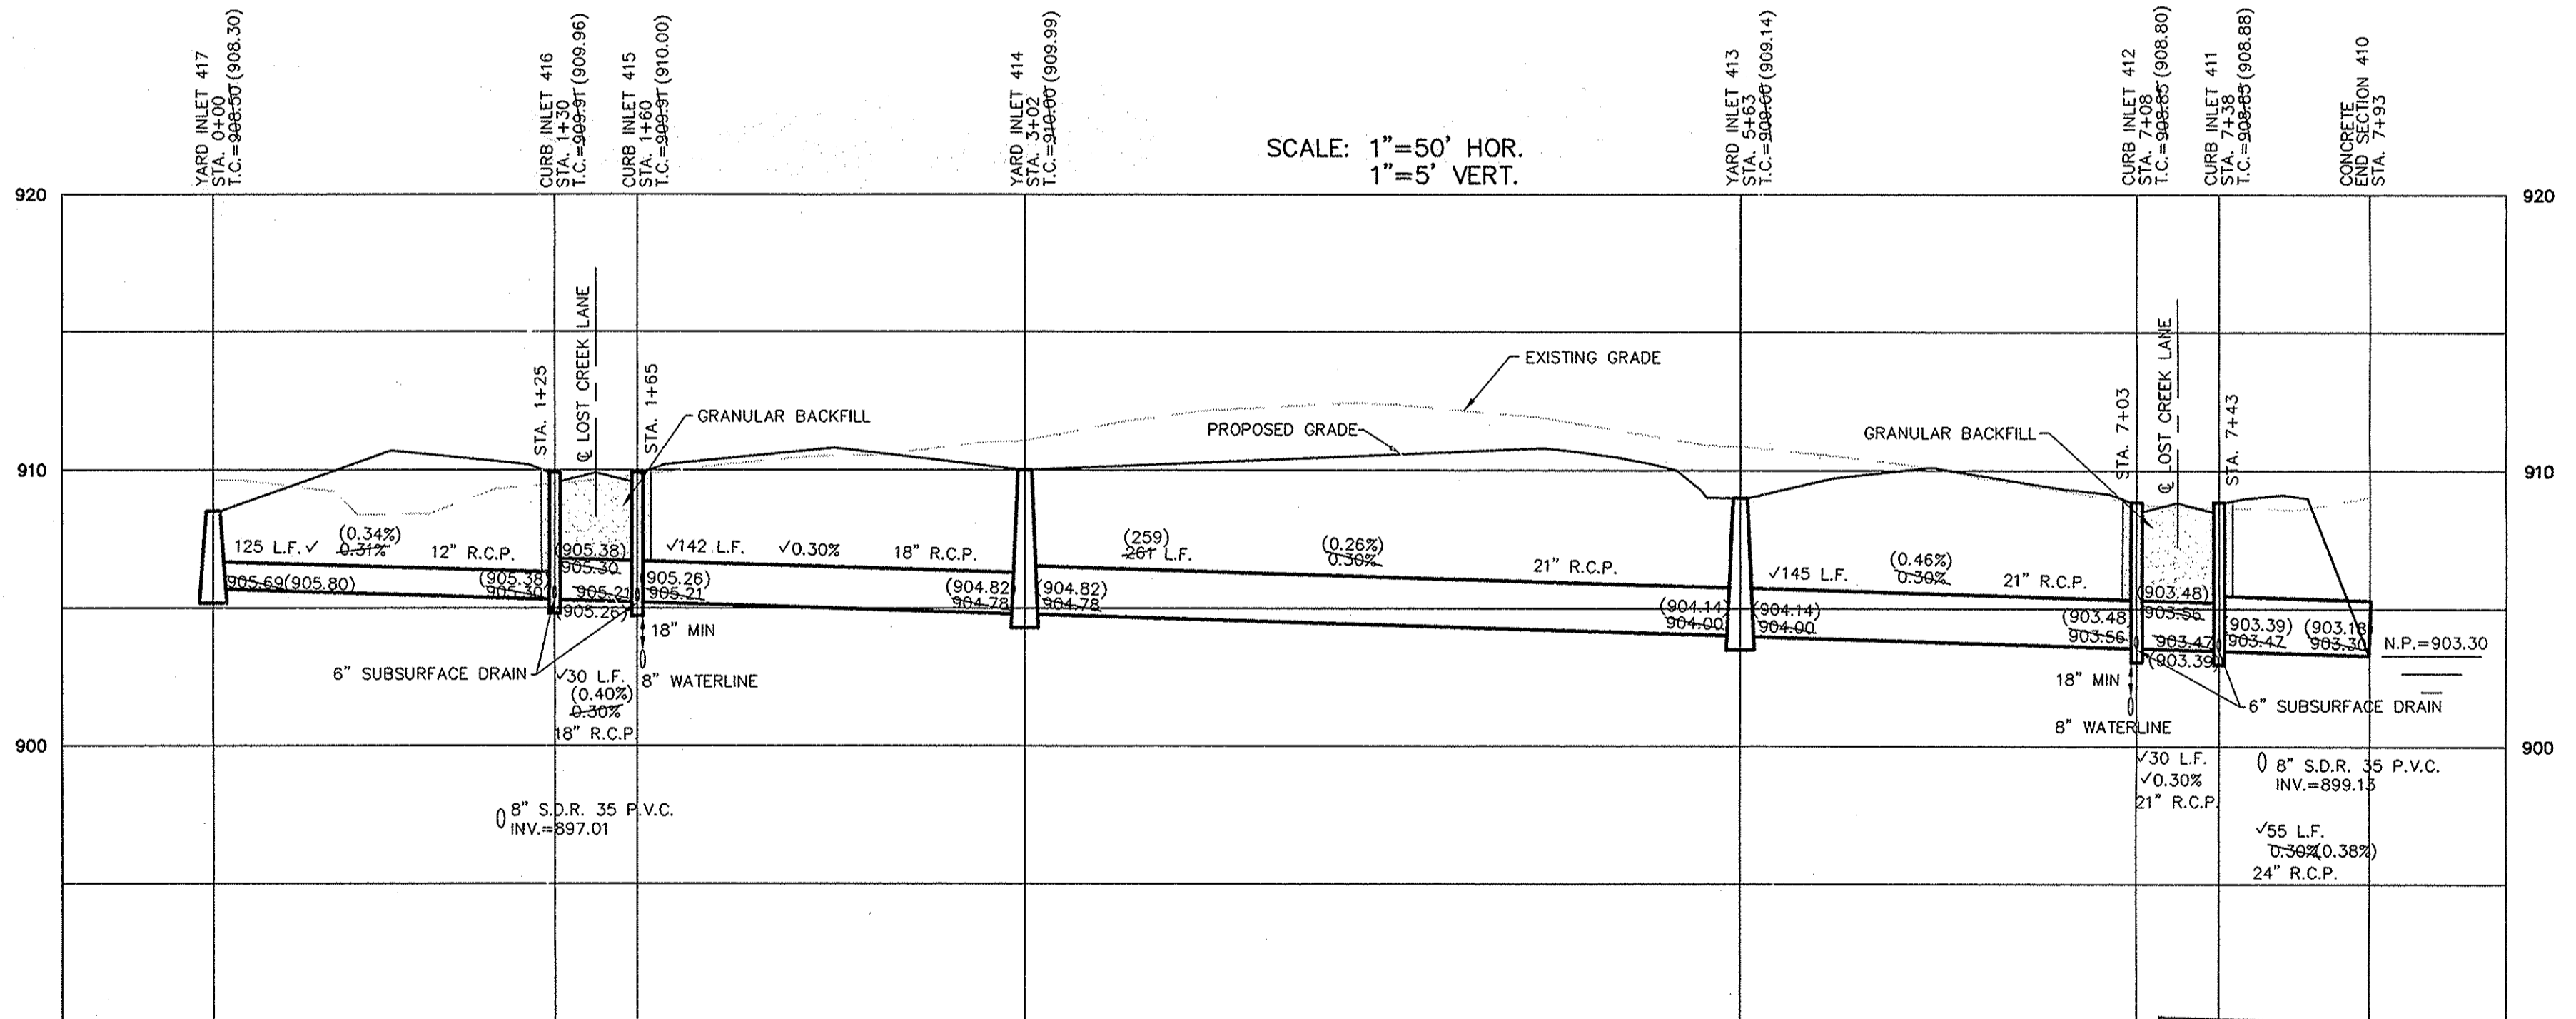 YARD INLET 417
STA. 0+00
T.C.=908.50 (908.30)
CURB INLET 416
STA. 1+30
T.C.=909.91 (909.96)
CURB INLET 415
STA. 1+60
T.C.=909.91 (910.00)
YARD INLET 414
STA. 3+02
T.C.=910.00 (909.99)
YARD INLET 413
STA. 5+63
T.C.=909.00 (909.14)
CURB INLET 412
STA. 7+08
T.C.=908.85 (908.80)
CURB INLET 411
STA. 7+38
T.C.=908.85 (908.88)
CONCRETE
END SECTION 410
STA. 7+93
SCALE: 1"=50' HOR.
1"=5' VERT.
920
920
℄ LOST CREEK LANE
℄ LOST CREEK LANE
EXISTING GRADE
STA. 1+25
STA. 1+65
GRANULAR BACKFILL
PROPOSED GRADE
GRANULAR BACKFILL
STA. 7+03
STA. 7+43
910
910
125 L.F.✓
(0.34%)
0.31%
12" R.C.P.
(905.38)
905.30
✓142 L.F.
✓0.30%
18" R.C.P.
(259)
261 L.F.
(0.26%)
0.30%
21" R.C.P.
✓145 L.F.
(0.46%)
0.30%
21" R.C.P.
905.69(905.80)
(905.38)
905.30
905.21
(905.26)
(905.26)
905.21
(904.82)
904.78
(904.82)
904.78
(904.14)
904.00
(904.14)
904.00
(903.48)
903.56
(903.48)
903.56
903.47
(903.39)
(903.39)
903.47
(903.18
903.30
N.P.=903.30
18" MIN
6" SUBSURFACE DRAIN
8" WATERLINE
✓30 L.F.
(0.40%)
0.30%
18" R.C.P.
18" MIN
8" WATERLINE
6" SUBSURFACE DRAIN
900
900
✓30 L.F.
✓0.30%
21" R.C.P.
8" S.D.R. 35 P.V.C.
INV.=899.13
8" S.D.R. 35 P.V.C.
INV.=897.01
✓55 L.F.
0.30%(0.38%)
24" R.C.P.